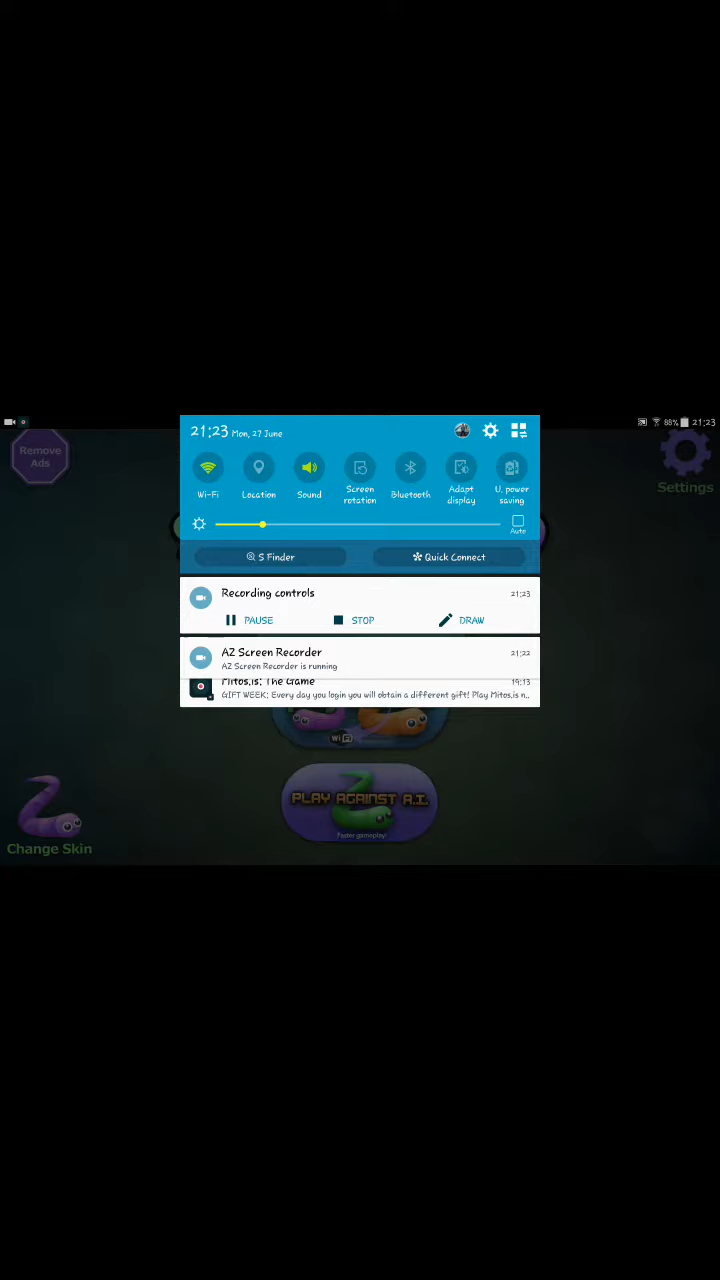 88% 21:23
21:23 Mon, 27 June
Remove
Ads
Settings
Wi-Fi
Location
Sound
Screen
rotation
Bluetooth
Adapt
display
U. power
saving
Auto
S Finder
Quick Connect
Recording controls 21:23
PAUSE STOP DRAW
AZ Screen Recorder 21:22
AZ Screen Recorder is running
Mitos.is: The Game 19:13
GIFT WEEK: Every day you login you will obtain a different gift! Play Mitos.is n..
WiFi
PLAY AGAINST A.I.
Faster gameplay!
Change Skin